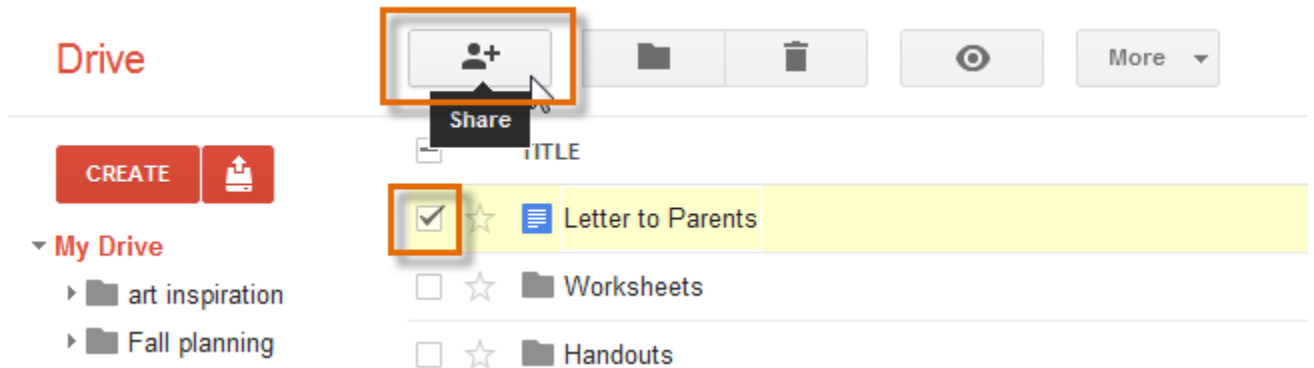 Drive
More
Share
TITLE
CREATE
Letter to Parents
My Drive
Worksheets
art inspiration
Fall planning
Handouts